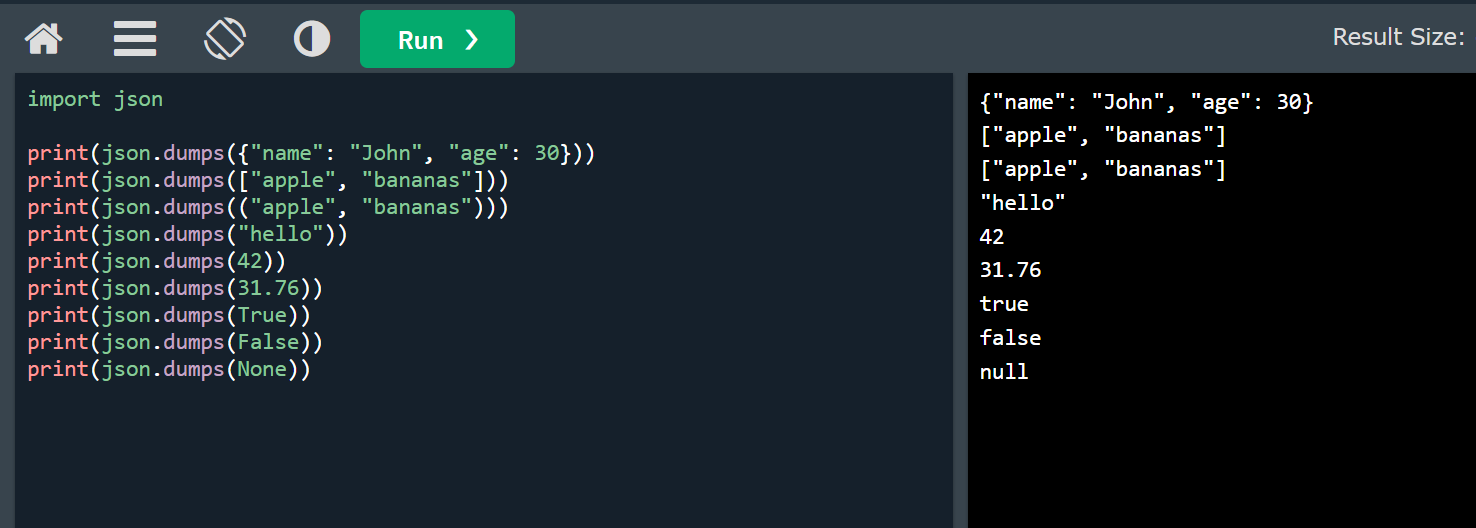 Run ❯
Result Size:
import json
print(json.dumps({"name": "John", "age": 30}))
print(json.dumps(["apple", "bananas"]))
print(json.dumps(("apple", "bananas")))
print(json.dumps("hello"))
print(json.dumps(42))
print(json.dumps(31.76))
print(json.dumps(True))
print(json.dumps(False))
print(json.dumps(None))
{"name": "John", "age": 30}
["apple", "bananas"]
["apple", "bananas"]
"hello"
42
31.76
true
false
null